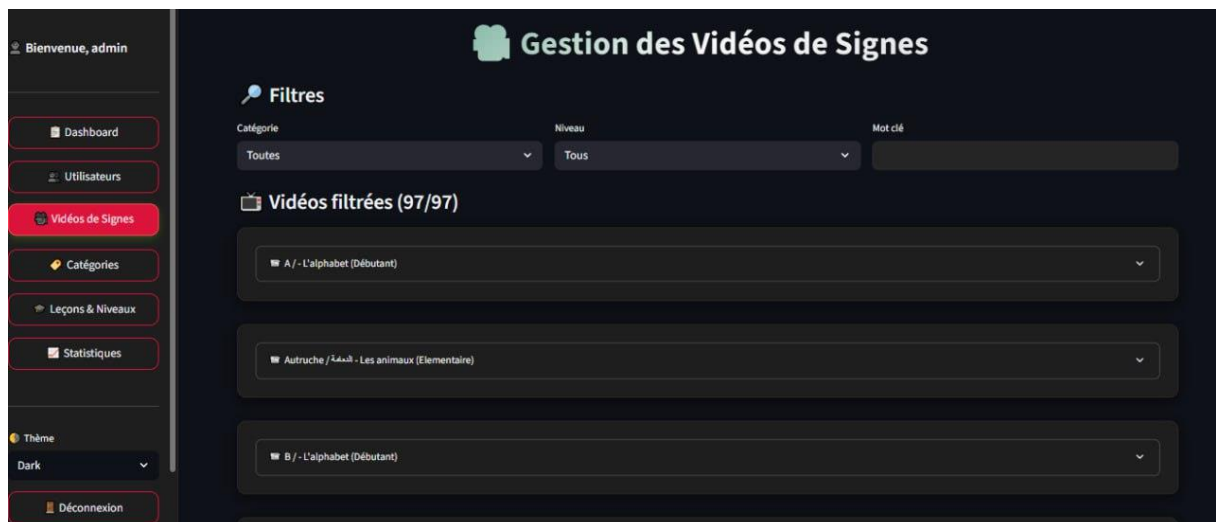 Bienvenue, admin
Dashboard
Utilisateurs
Vidéos de Signes
Catégories
Leçons & Niveaux
Statistiques
Thème
Dark
Déconnexion
Gestion des Vidéos de Signes
Filtres
Catégorie
Toutes
Niveau
Tous
Mot clé
Vidéos filtrées (97/97)
A / - L'alphabet (Débutant)
Autruche / النعامة - Les animaux (Elementaire)
B / - L'alphabet (Débutant)